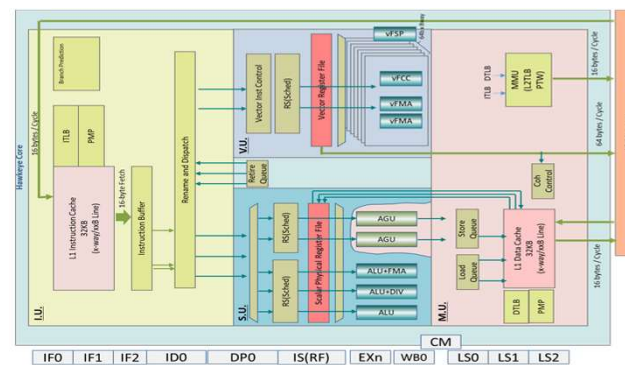 Hawkeye Core
16 bytes/Cycle
I.U.
Branch Prediction
ITLB
PMP
L1 Instruction Cache
32KB
(x-way/xxB Line)
16-byte Fetch
Instruction Buffer
Rename and Dispatch
V.U.
Vector Inst Control
RS(Sched)
Vector Register File
vFSP
vFCC
vFMA
vFMA
Retire
Queue
S.U.
RS(Sched)
RS(Sched)
Scalar Physical Register File
AGU
AGU
ALU+FMA
ALU+DIV
ALU
M.U.
ITLB
DTLB
MMU
(L2TLB
PTW)
Coh
Control
Store
Queue
Load
Queue
L1 Data Cache
32KB
(x-way/xxB Line)
DTLB
PMP
16 bytes/Cycle
64 bytes/Cycle
16 bytes/Cycle
CM
IF0 IF1 IF2 ID0 DP0 IS(RF) EXn WB0 LS0 LS1 LS2